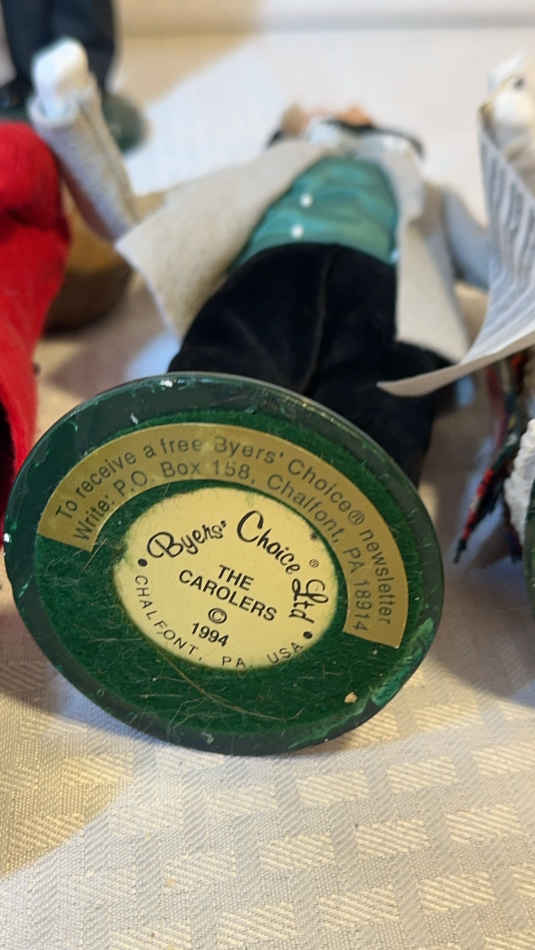 To receive a free Byers' Choice® newsletter
Write: P.O. Box 158, Chalfont, PA 18914
Byers' Choice Ltd®
THE
CAROLERS
©
1994
• CHALFONT, PA, USA •